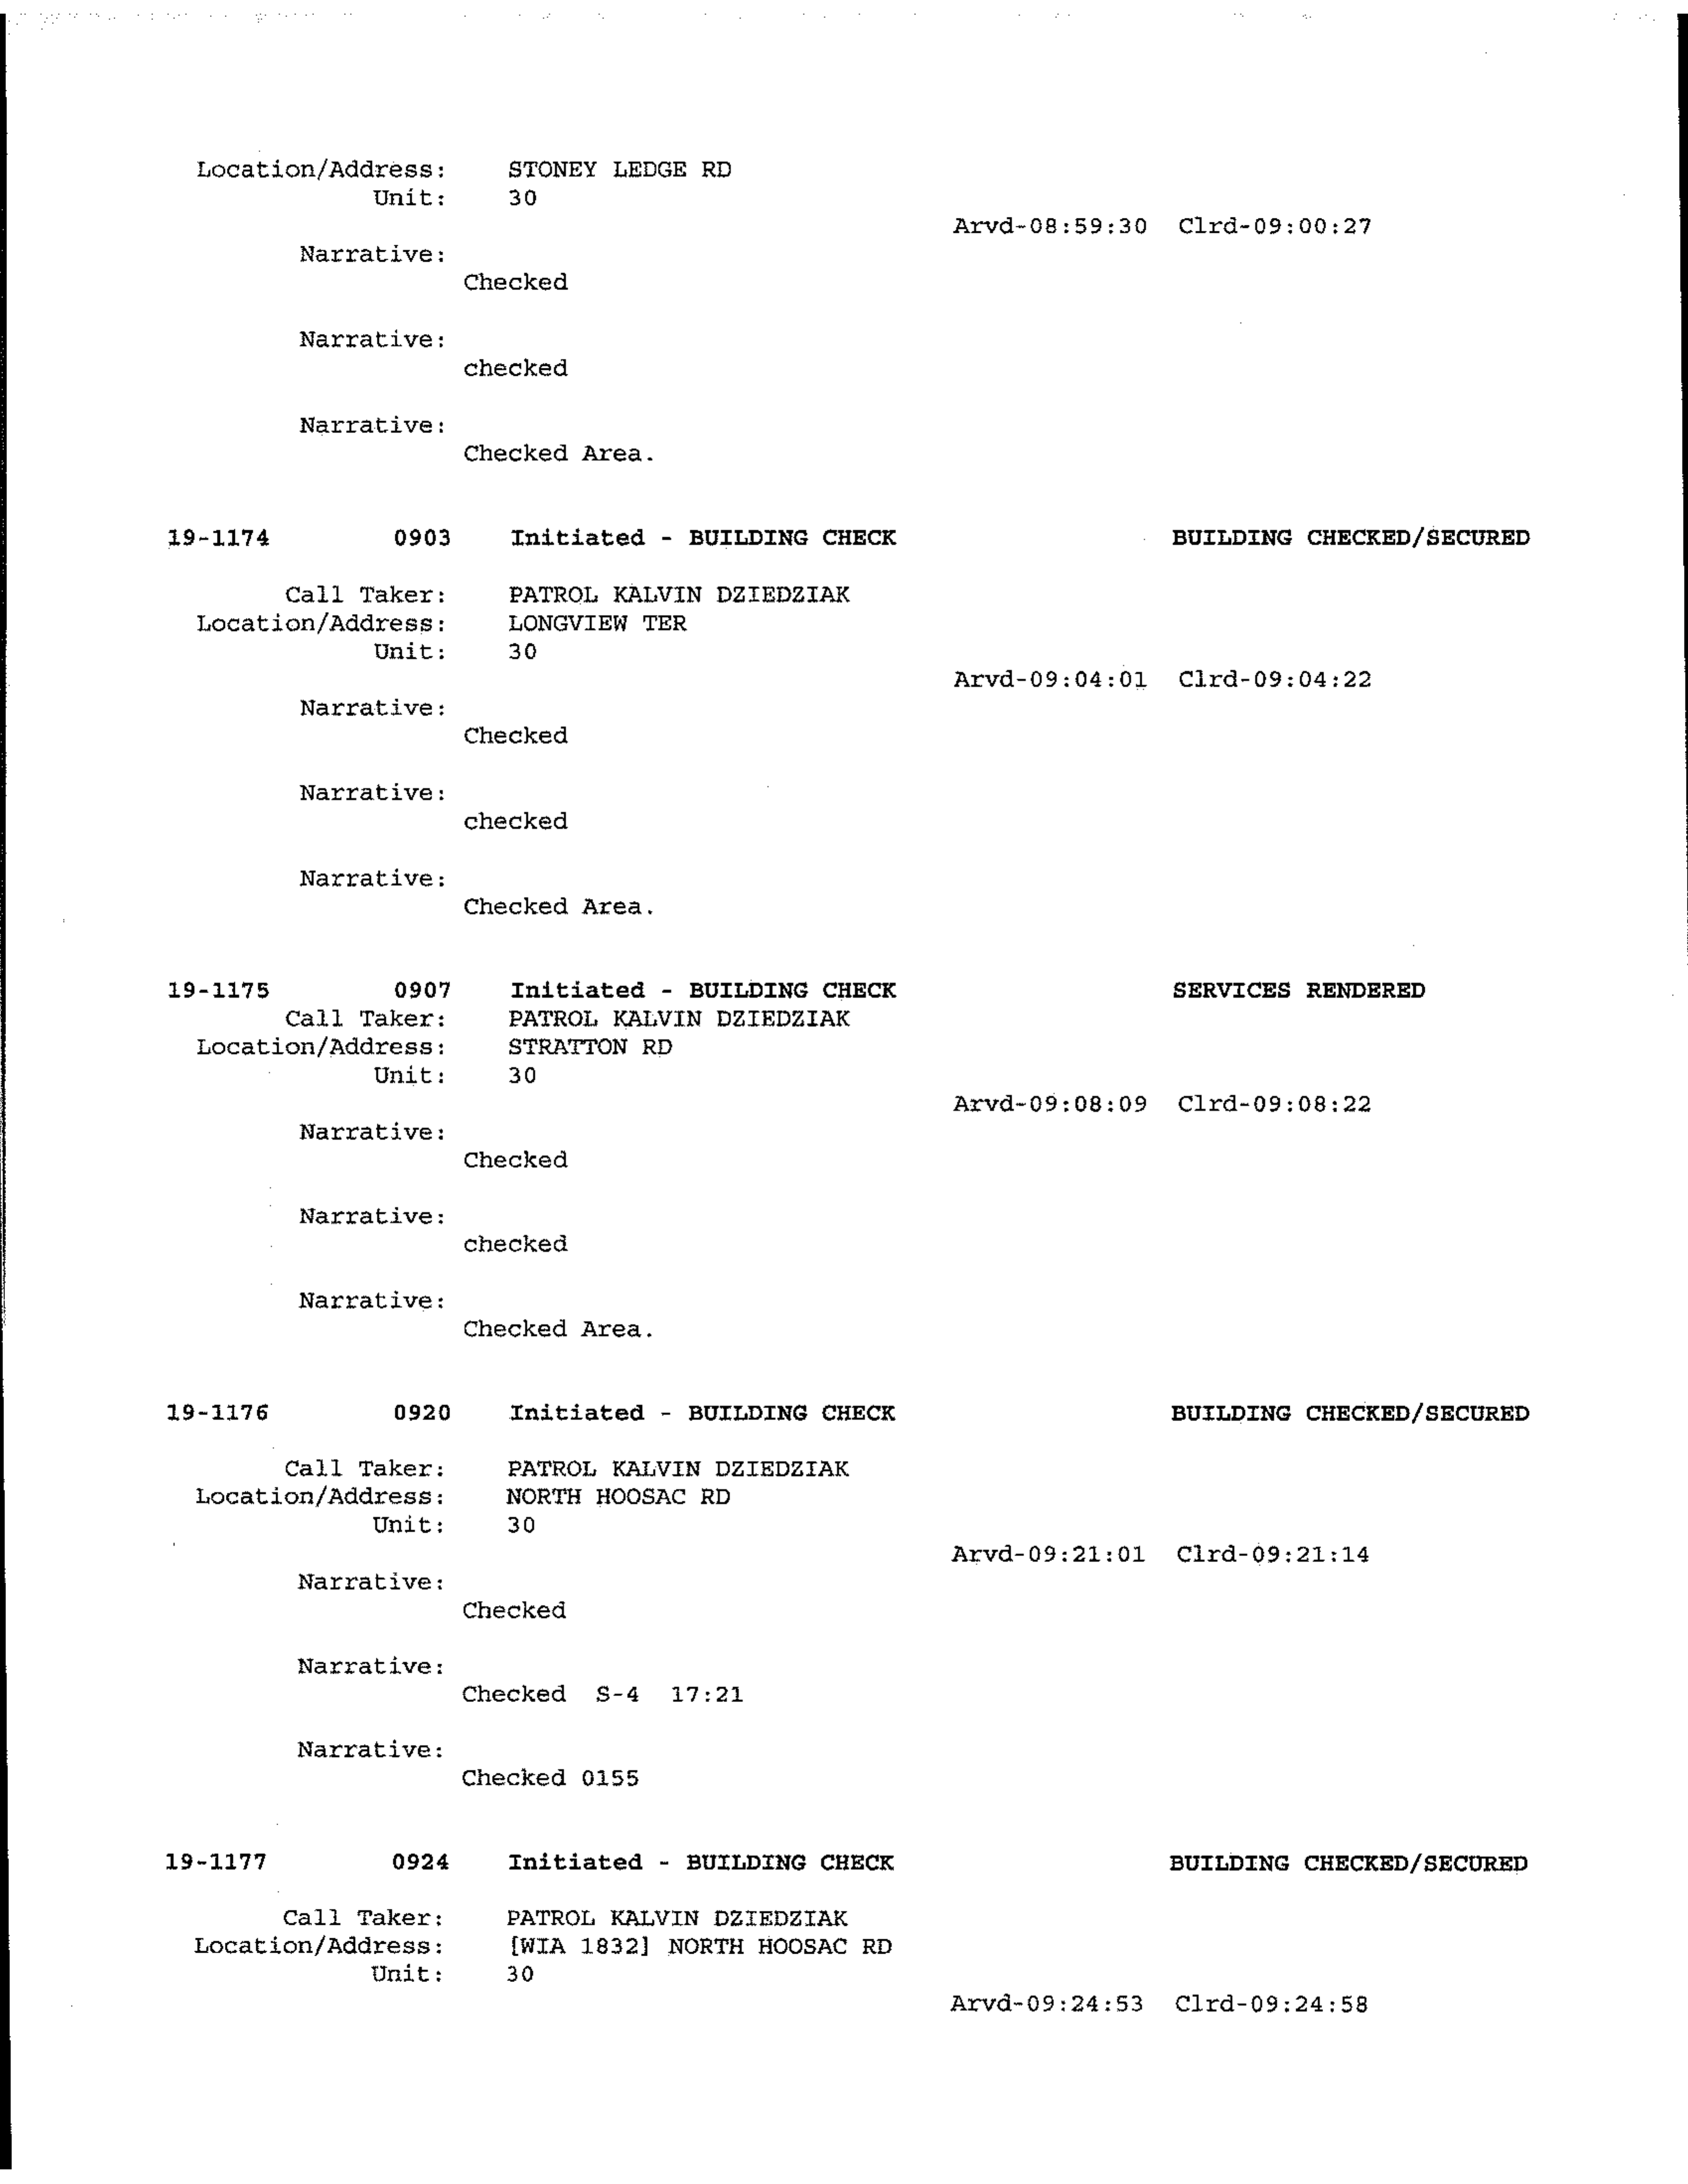 Location/Address: STONEY LEDGE RD
Unit: 30
Arvd-08:59:30 Clrd-09:00:27
Narrative:
Checked
Narrative:
checked
Narrative:
Checked Area.
19-1174 0903 Initiated - BUILDING CHECK BUILDING CHECKED/SECURED
Call Taker: PATROL KALVIN DZIEDZIAK
Location/Address: LONGVIEW TER
Unit: 30
Arvd-09:04:01 Clrd-09:04:22
Narrative:
Checked
Narrative:
checked
Narrative:
Checked Area.
19-1175 0907 Initiated - BUILDING CHECK SERVICES RENDERED
Call Taker: PATROL KALVIN DZIEDZIAK
Location/Address: STRATTON RD
Unit: 30
Arvd-09:08:09 Clrd-09:08:22
Narrative:
Checked
Narrative:
checked
Narrative:
Checked Area.
19-1176 0920 Initiated - BUILDING CHECK BUILDING CHECKED/SECURED
Call Taker: PATROL KALVIN DZIEDZIAK
Location/Address: NORTH HOOSAC RD
Unit: 30
Arvd-09:21:01 Clrd-09:21:14
Narrative:
Checked
Narrative:
Checked S-4 17:21
Narrative:
Checked 0155
19-1177 0924 Initiated - BUILDING CHECK BUILDING CHECKED/SECURED
Call Taker: PATROL KALVIN DZIEDZIAK
Location/Address: [WIA 1832] NORTH HOOSAC RD
Unit: 30
Arvd-09:24:53 Clrd-09:24:58